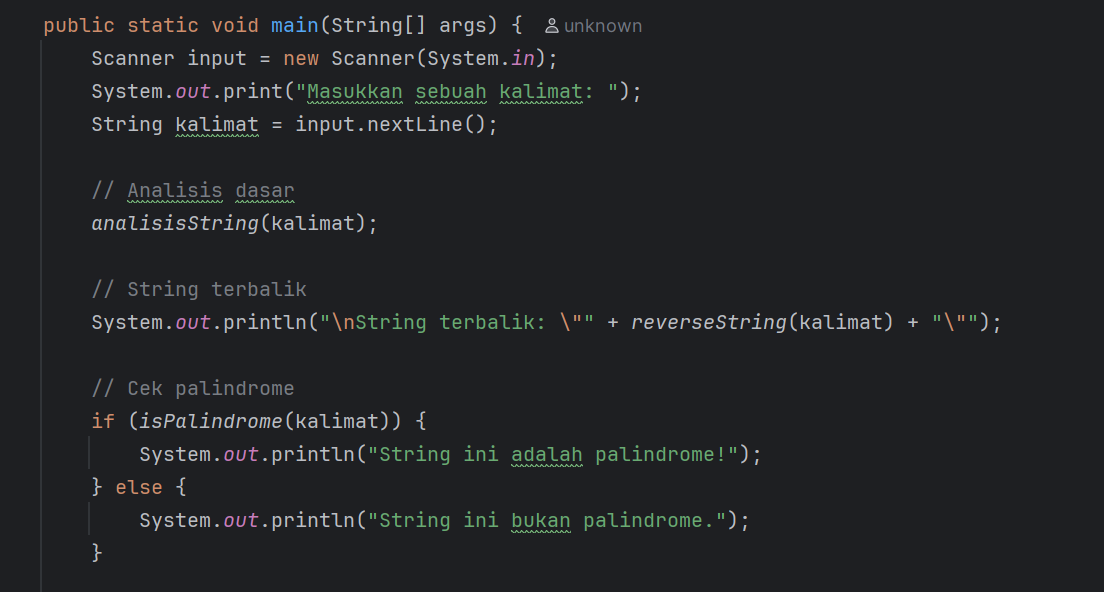 public static void main(String[] args) { unknown
Scanner input = new Scanner(System.in);
System.out.print("Masukkan sebuah kalimat: ");
String kalimat = input.nextLine();
// Analisis dasar
analisisString(kalimat);
// String terbalik
System.out.println("\nString terbalik: \"" + reverseString(kalimat) + "\"");
// Cek palindrome
if (isPalindrome(kalimat)) {
System.out.println("String ini adalah palindrome!");
} else {
System.out.println("String ini bukan palindrome.");
}